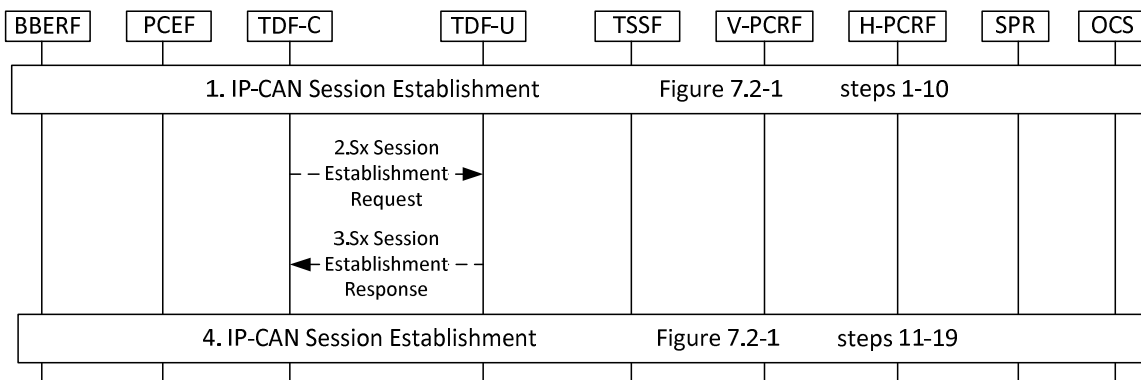 BBERF PCEF TDF-C TDF-U TSSF V-PCRF H-PCRF SPR OCS
1. IP-CAN Session Establishment Figure 7.2-1 steps 1-10
2.Sx Session
Establishment
Request
3.Sx Session
Establishment
Response
4. IP-CAN Session Establishment Figure 7.2-1 steps 11-19